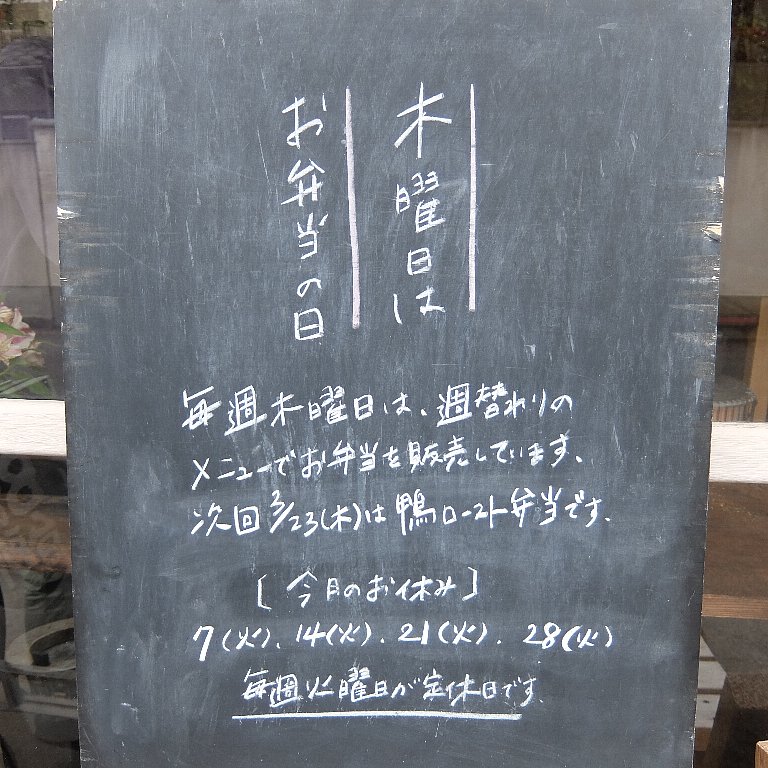 木曜日は
お弁当の日
毎週木曜日は、週替わりの
メニューでお弁当を販売しています。
次回3/23(木)は鴨ロースト弁当です。
[今月のお休み]
7(火)、14(火)、21(火)、28(火)
毎週火曜日が定休日です。